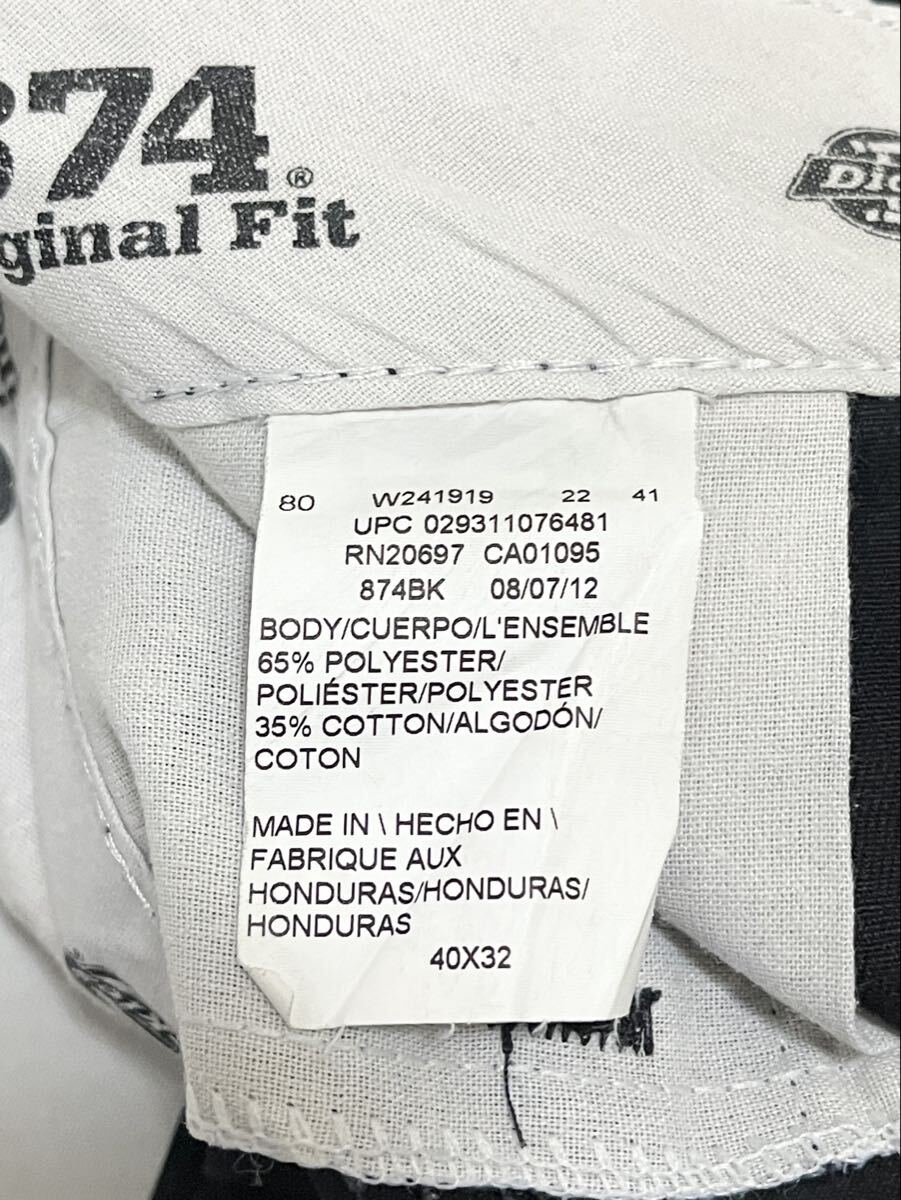 874®
ginal Fit
80 W241919 22 41
UPC 029311076481
RN20697 CA01095
874BK 08/07/12
BODY/CUERPO/L'ENSEMBLE
65% POLYESTER/
POLIÉSTER/POLYESTER
35% COTTON/ALGODÓN/
COTON
MADE IN \ HECHO EN \
FABRIQUE AUX
HONDURAS/HONDURAS/
HONDURAS
40X32